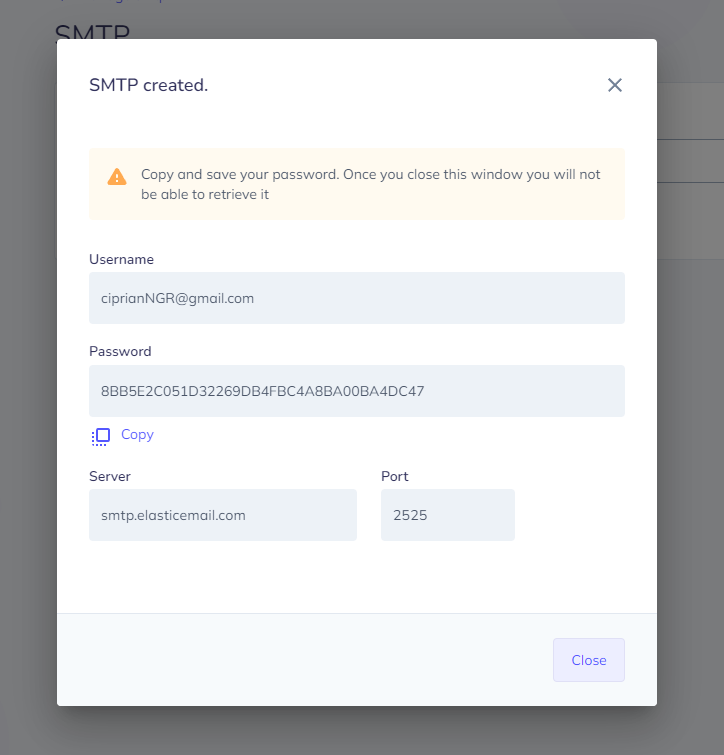 SMTP
SMTP created.
Copy and save your password. Once you close this window you will not
be able to retrieve it
Username
ciprianNGR@gmail.com
Password
8BB5E2C051D32269DB4FBC4A8BA00BA4DC47
Copy
Server
Port
smtp.elasticemail.com
2525
Close